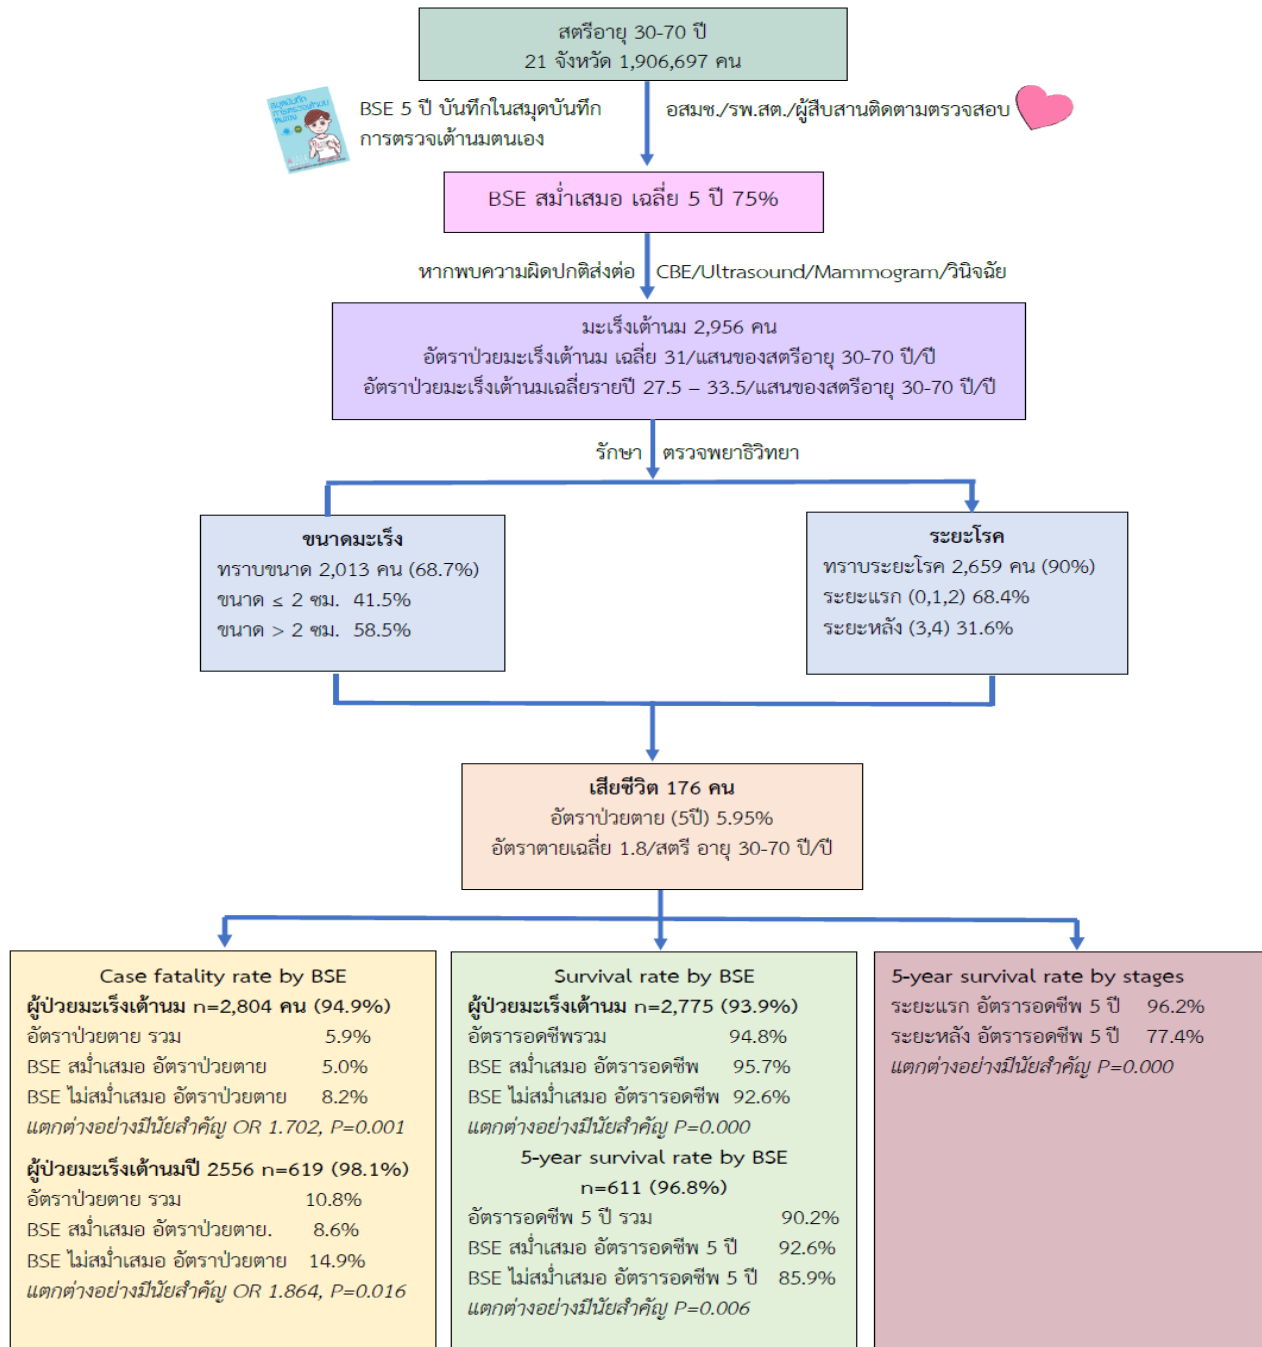 สตรีอายุ 30-70 ปี
21 จังหวัด 1,906,697 คน
BSE 5 ปี บันทึกในสมุดบันทึก
การตรวจเต้านมตนเอง
อสมช./รพ.สต./ผู้สืบสานติดตามตรวจสอบ
BSE สม่ำเสมอ เฉลี่ย 5 ปี 75%
หากพบความผิดปกติส่งต่อ CBE/Ultrasound/Mammogram/วินิจฉัย
มะเร็งเต้านม 2,956 คน
อัตราป่วยมะเร็งเต้านม เฉลี่ย 31/แสนของสตรีอายุ 30-70 ปี/ปี
อัตราป่วยมะเร็งเต้านมเฉลี่ยรายปี 27.5 – 33.5/แสนของสตรีอายุ 30-70 ปี/ปี
รักษา ตรวจพยาธิวิทยา
ขนาดมะเร็ง
ทราบขนาด 2,013 คน (68.7%)
ขนาด ≤ 2 ซม. 41.5%
ขนาด > 2 ซม. 58.5%
ระยะโรค
ทราบระยะโรค 2,659 คน (90%)
ระยะแรก (0,1,2) 68.4%
ระยะหลัง (3,4) 31.6%
เสียชีวิต 176 คน
อัตราป่วยตาย (5ปี) 5.95%
อัตราตายเฉลี่ย 1.8/สตรี อายุ 30-70 ปี/ปี
Case fatality rate by BSE
ผู้ป่วยมะเร็งเต้านม n=2,804 คน (94.9%)
อัตราป่วยตาย รวม 5.9%
BSE สม่ำเสมอ อัตราป่วยตาย 5.0%
BSE ไม่สม่ำเสมอ อัตราป่วยตาย 8.2%
แตกต่างอย่างมีนัยสำคัญ OR 1.702, P=0.001
ผู้ป่วยมะเร็งเต้านมปี 2556 n=619 (98.1%)
อัตราป่วยตาย รวม 10.8%
BSE สม่ำเสมอ อัตราป่วยตาย. 8.6%
BSE ไม่สม่ำเสมอ อัตราป่วยตาย 14.9%
แตกต่างอย่างมีนัยสำคัญ OR 1.864, P=0.016
Survival rate by BSE
ผู้ป่วยมะเร็งเต้านม n=2,775 (93.9%)
อัตรารอดชีพรวม 94.8%
BSE สม่ำเสมอ อัตรารอดชีพ 95.7%
BSE ไม่สม่ำเสมอ อัตรารอดชีพ 92.6%
แตกต่างอย่างมีนัยสำคัญ P=0.000
5-year survival rate by BSE
n=611 (96.8%)
อัตรารอดชีพ 5 ปี รวม 90.2%
BSE สม่ำเสมอ อัตรารอดชีพ 5 ปี 92.6%
BSE ไม่สม่ำเสมอ อัตรารอดชีพ 5 ปี 85.9%
แตกต่างอย่างมีนัยสำคัญ P=0.006
5-year survival rate by stages
ระยะแรก อัตรารอดชีพ 5 ปี 96.2%
ระยะหลัง อัตรารอดชีพ 5 ปี 77.4%
แตกต่างอย่างมีนัยสำคัญ P=0.000